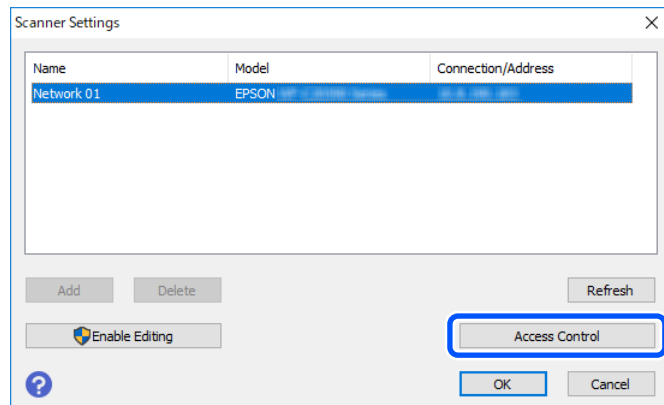 Scanner Settings
Name Model Connection/Address
Network 01 EPSON
Add Delete Refresh
Enable Editing Access Control
? OK Cancel